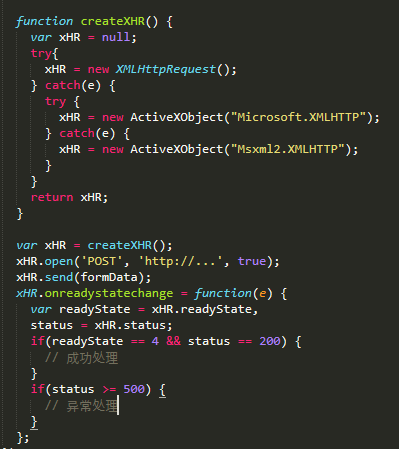 function createXHR() {
  var xHR = null;
  try{
    xHR = new XMLHttpRequest();
  } catch(e) {
    try {
      xHR = new ActiveXObject("Microsoft.XMLHTTP");
    } catch(e) {
      xHR = new ActiveXObject("Msxml2.XMLHTTP");
    }
  }
  return xHR;
}

var xHR = createXHR();
xHR.open('POST', 'http://...', true);
xHR.send(formData);
xHR.onreadystatechange = function(e) {
  var readyState = xHR.readyState,
  status = xHR.status;
  if(readyState == 4 && status == 200) {
    // 成功处理
  }
  if(status >= 500) {
    // 异常处理
  }
};